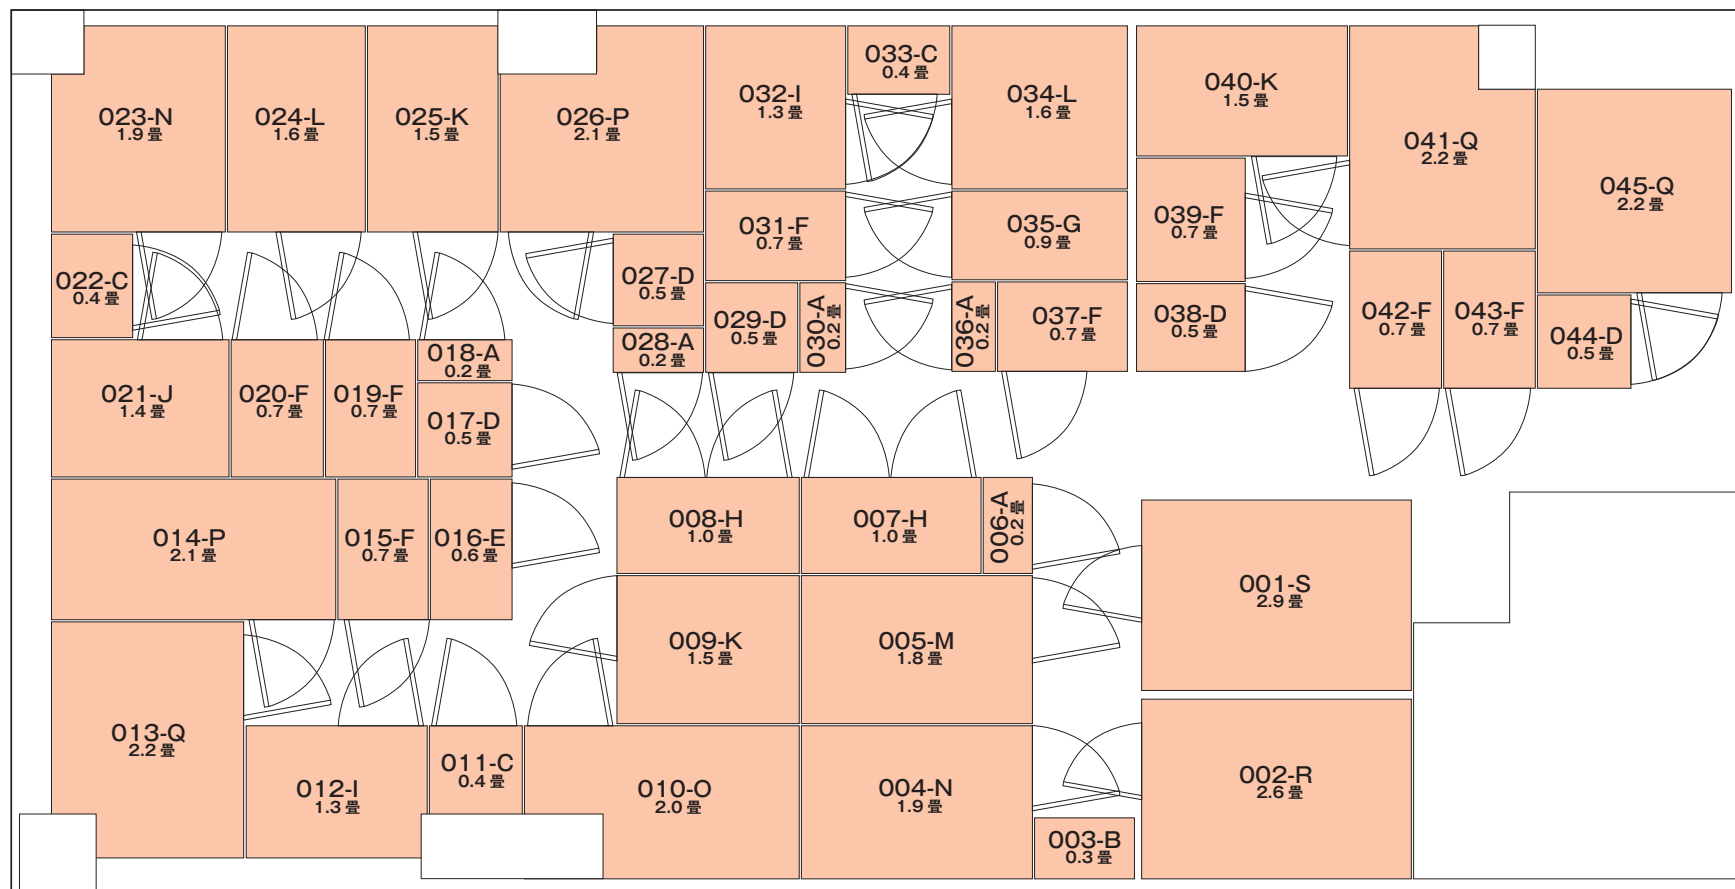 023-N
1.9 畳
024-L
1.6 畳
025-K
1.5 畳
026-P
2.1 畳
032-I
1.3 畳
033-C
0.4 畳
034-L
1.6 畳
040-K
1.5 畳
041-Q
2.2 畳
045-Q
2.2 畳
022-C
0.4 畳
027-D
0.5 畳
031-F
0.7 畳
035-G
0.9 畳
039-F
0.7 畳
028-A
0.2 畳
029-D
0.5 畳
030-A
0.2 畳
036-A
0.2 畳
037-F
0.7 畳
038-D
0.5 畳
042-F
0.7 畳
043-F
0.7 畳
044-D
0.5 畳
021-J
1.4 畳
020-F
0.7 畳
019-F
0.7 畳
018-A
0.2 畳
017-D
0.5 畳
014-P
2.1 畳
015-F
0.7 畳
016-E
0.6 畳
008-H
1.0 畳
007-H
1.0 畳
006-A
0.2 畳
001-S
2.9 畳
009-K
1.5 畳
005-M
1.8 畳
013-Q
2.2 畳
012-I
1.3 畳
011-C
0.4 畳
010-O
2.0 畳
004-N
1.9 畳
003-B
0.3 畳
002-R
2.6 畳